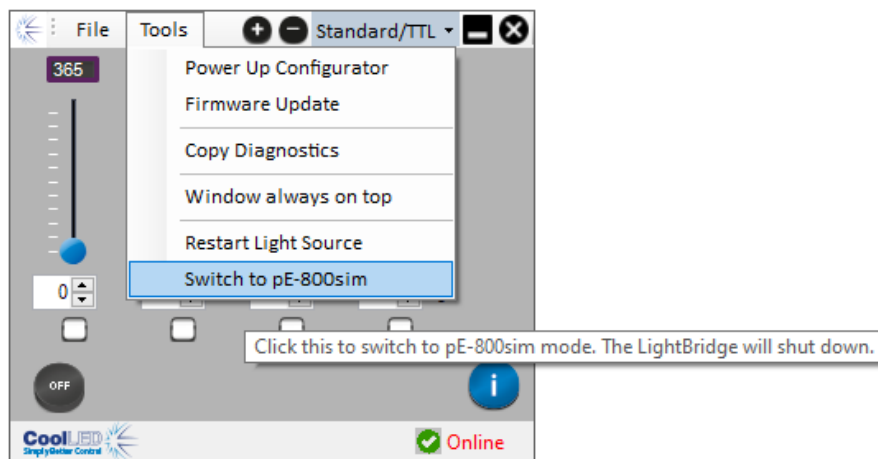 File Tools Standard/TTL
365
Power Up Configurator
Firmware Update
Copy Diagnostics
Window always on top
Restart Light Source
Switch to pE-800sim
0
Click this to switch to pE-800sim mode. The LightBridge will shut down.
OFF
i
CoolLED
Simply Better Control
Online